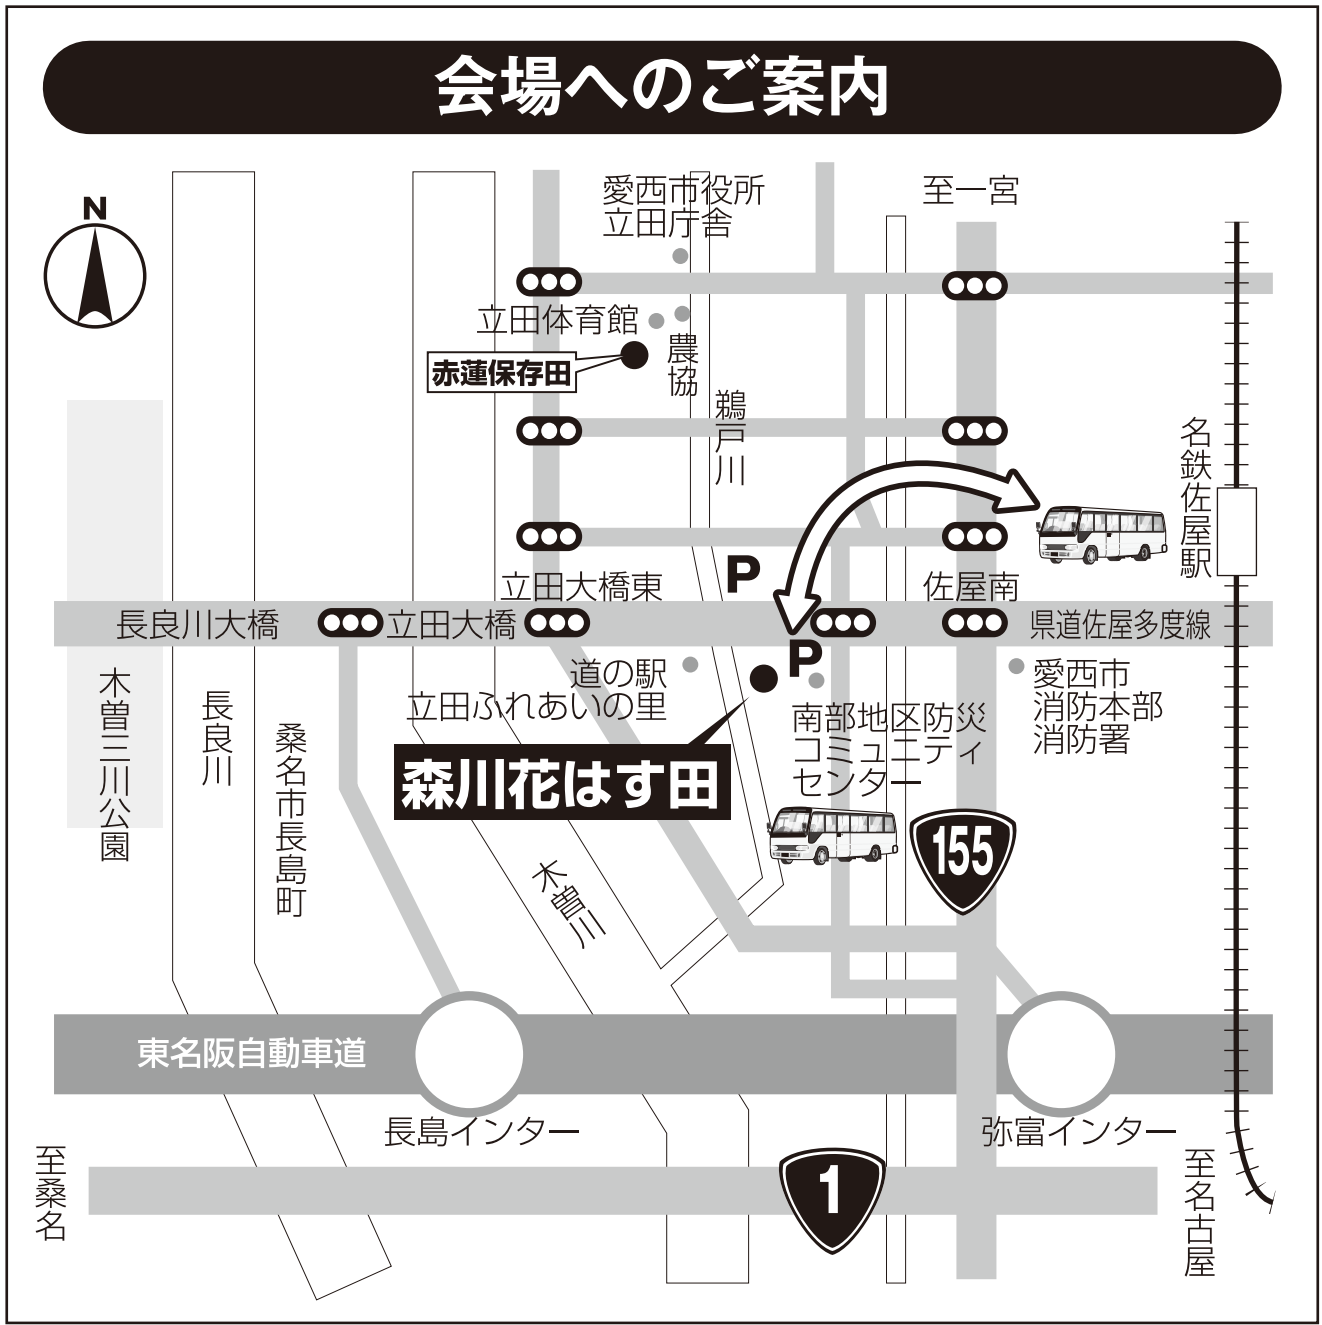 会場へのご案内
N
愛西市役所
立田庁舎
至一宮
立田体育館
農協
赤蓮保存田
鵜戸川
名鉄佐屋駅
P
立田大橋東
佐屋南
長良川大橋
立田大橋
県道佐屋多度線
P
道の駅
立田ふれあいの里
愛西市
消防本部
消防署
南部地区防災
コミュニティ
センター
森川花はす田
木曽三川公園
長良川
桑名市長島町
木曽川
155
東名阪自動車道
長島インター
弥富インター
至桑名
1
至名古屋